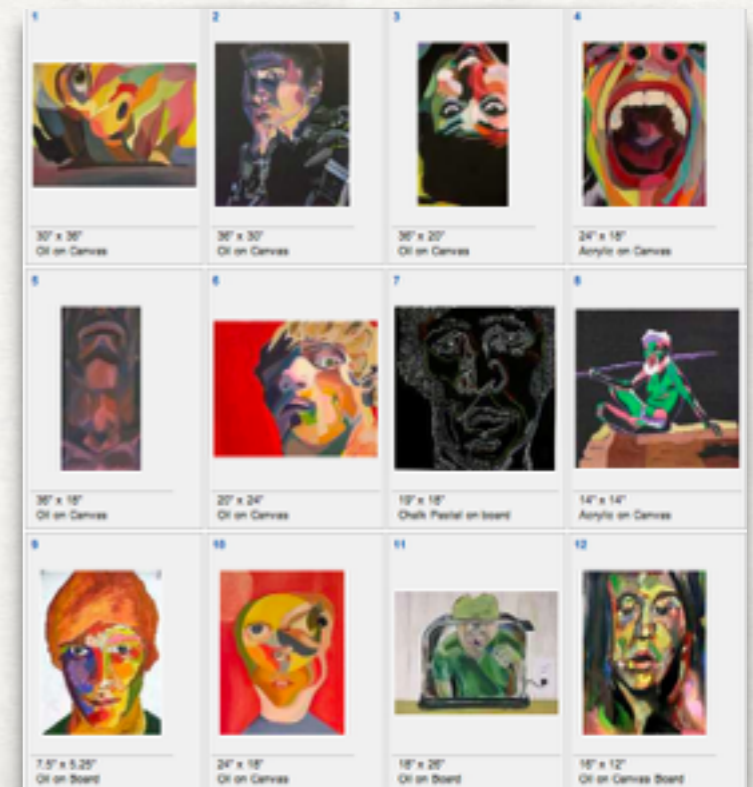 1
2
3
4
30" x 36"
Oil on Canvas
36" x 30"
Oil on Canvas
36" x 20"
Oil on Canvas
24" x 18"
Acrylic on Canvas
5
6
7
8
36" x 18"
Oil on Canvas
20" x 24"
Oil on Canvas
19" x 18"
Chalk Pastel on board
14" x 14"
Acrylic on Canvas
9
10
11
12
7.5" x 5.25"
Oil on Board
24" x 18"
Oil on Canvas
18" x 26"
Oil on Board
16" x 12"
Oil on Canvas Board